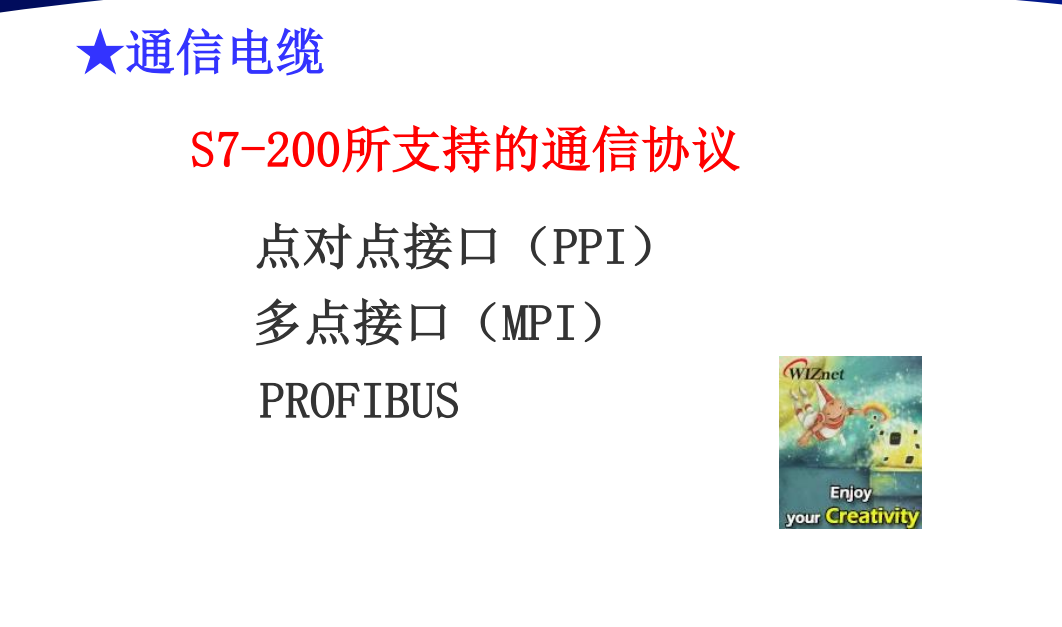 ★通信电缆
S7-200所支持的通信协议
点对点接口（PPI）
多点接口（MPI）
PROFIBUS
WIZnet
Enjoy
your Creativity